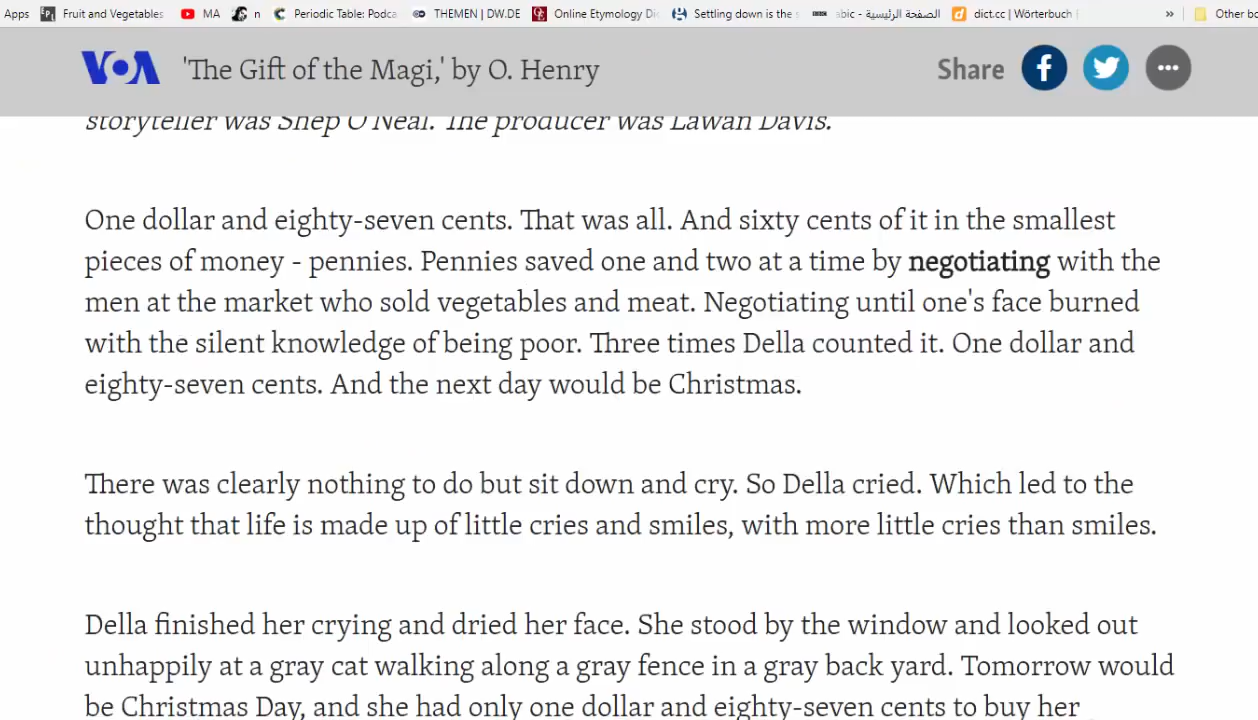 Apps Fruit and Vegetables MA n Periodic Table: Podca THEMEN | DW.DE Online Etymology Di Settling down is the s abic - الصفحة الرئيسية dict.cc | Wörterbuch » Other bo
VOA 'The Gift of the Magi,' by O. Henry Share
storyteller was Shep O'Neal. The producer was Lawan Davis.
One dollar and eighty-seven cents. That was all. And sixty cents of it in the smallest
pieces of money - pennies. Pennies saved one and two at a time by negotiating with the
men at the market who sold vegetables and meat. Negotiating until one's face burned
with the silent knowledge of being poor. Three times Della counted it. One dollar and
eighty-seven cents. And the next day would be Christmas.
There was clearly nothing to do but sit down and cry. So Della cried. Which led to the
thought that life is made up of little cries and smiles, with more little cries than smiles.
Della finished her crying and dried her face. She stood by the window and looked out
unhappily at a gray cat walking along a gray fence in a gray back yard. Tomorrow would
be Christmas Day, and she had only one dollar and eighty-seven cents to buy her